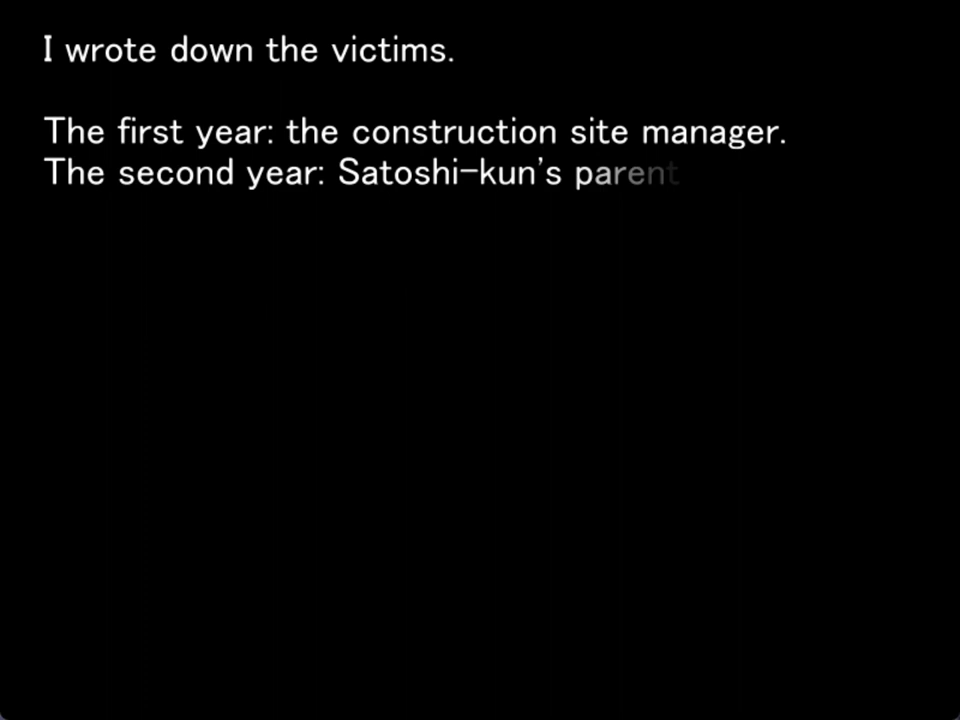 I wrote down the victims.
The first year: the construction site manager.
The second year: Satoshi-kun's parent